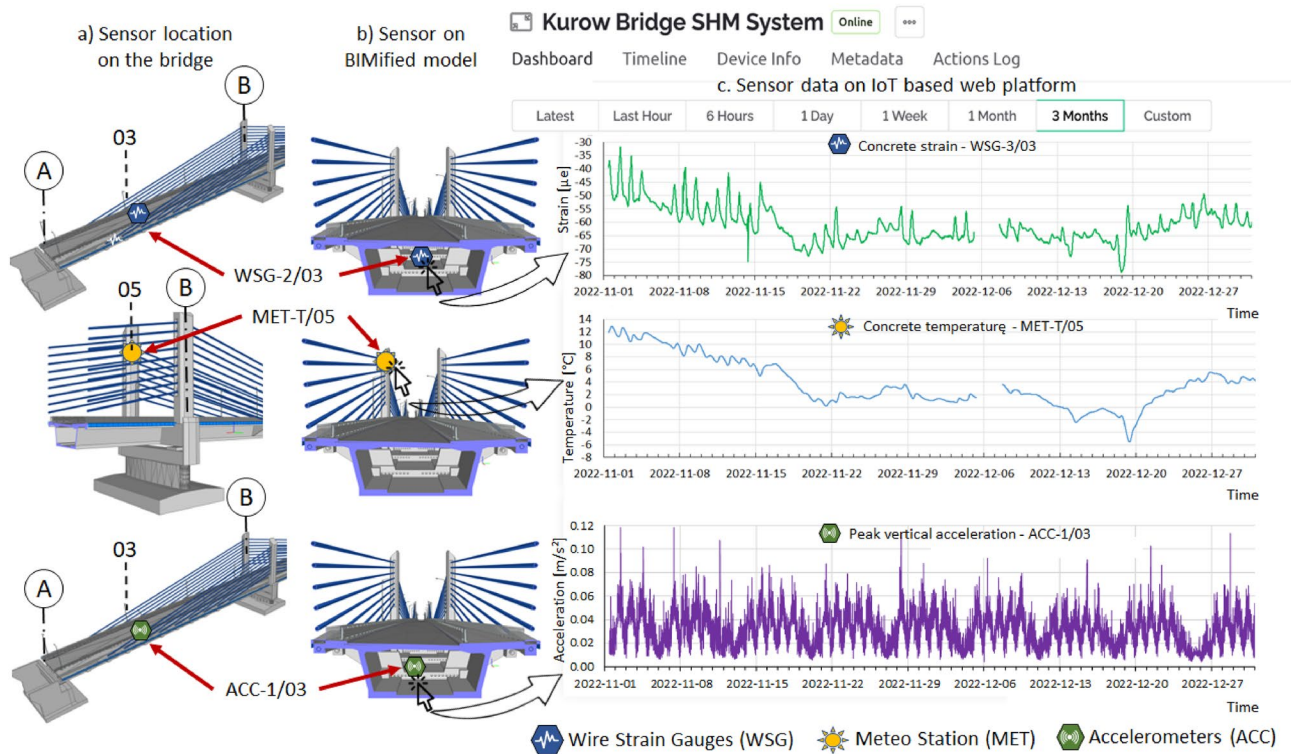 Kurow Bridge SHM System
Online
Dashboard Timeline Device Info Metadata Actions Log
a) Sensor location
on the bridge
b) Sensor on
BIMified model
c. Sensor data on IoT based web platform
Latest Last Hour 6 Hours 1 Day 1 Week 1 Month 3 Months Custom
B
03
A
WSG-2/03
Concrete strain - WSG-3/03
Strain [µe]
-30
-35
-40
-45
-50
-55
-60
-65
-70
-75
-80
2022-11-01 2022-11-08 2022-11-15 2022-11-22 2022-11-29 2022-12-06 2022-12-13 2022-12-20 2022-12-27
Time
05
B
MET-T/05
Concrete temperature - MET-T/05
Temperature [°C]
14
12
10
8
6
4
2
0
-2
-4
-6
-8
2022-11-01 2022-11-08 2022-11-15 2022-11-22 2022-11-29 2022-12-06 2022-12-13 2022-12-20 2022-12-27
Time
B
03
A
ACC-1/03
Peak vertical acceleration - ACC-1/03
Acceleration [m/s²]
0.12
0.10
0.08
0.06
0.04
0.02
0.00
2022-11-01 2022-11-08 2022-11-15 2022-11-22 2022-11-29 2022-12-06 2022-12-13 2022-12-20 2022-12-27
Time
Wire Strain Gauges (WSG) Meteo Station (MET) Accelerometers (ACC)